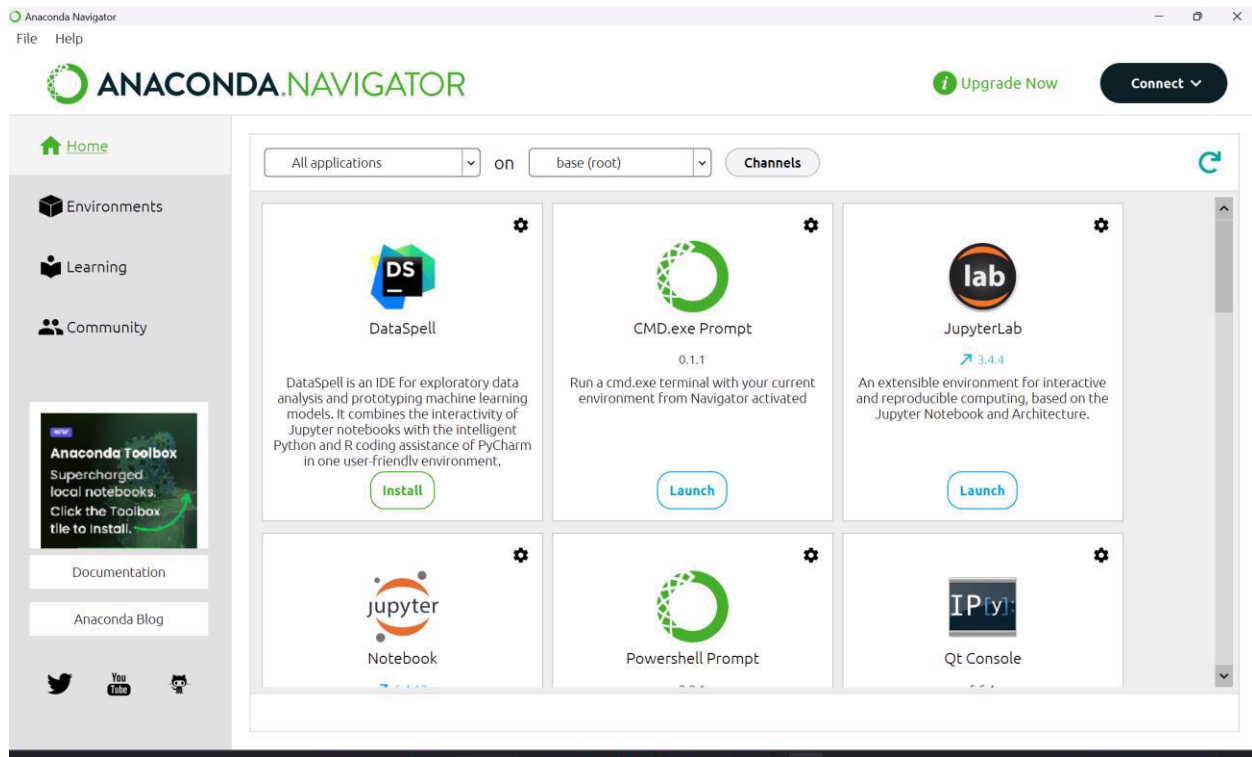 Anaconda Navigator
File Help
ANACONDA.NAVIGATOR
i Upgrade Now
Connect
Home
Environments
Learning
Community
All applications on base (root) Channels
DS
DataSpell
DataSpell is an IDE for exploratory data
analysis and prototyping machine learning
models. It combines the interactivity of
Jupyter notebooks with the intelligent
Python and R coding assistance of PyCharm
in one user-friendly environment.
Install
CMD.exe Prompt
0.1.1
Run a cmd.exe terminal with your current
environment from Navigator activated
Launch
lab
JupyterLab
3.4.4
An extensible environment for interactive
and reproducible computing, based on the
Jupyter Notebook and Architecture.
Launch
jupyter
Notebook
Powershell Prompt
IP[y]:
Qt Console
NEW
Anaconda Toolbox
Supercharged
local notebooks.
Click the Toolbox
tile to Install.
Documentation
Anaconda Blog
You
Tube